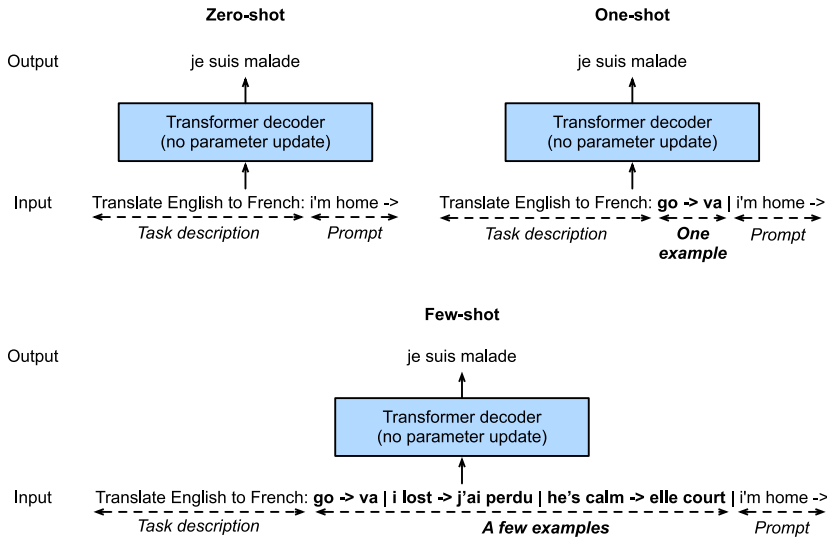 Zero-shot
One-shot
Output
je suis malade
je suis malade
Transformer decoder
(no parameter update)
Transformer decoder
(no parameter update)
Input
Translate English to French: i'm home ->
Translate English to French: go -> va | i'm home ->
Task description
Prompt
Task description
One
example
Prompt
Few-shot
Output
je suis malade
Transformer decoder
(no parameter update)
Input
Translate English to French: go -> va | i lost -> j'ai perdu | he's calm -> elle court | i'm home ->
Task description
A few examples
Prompt